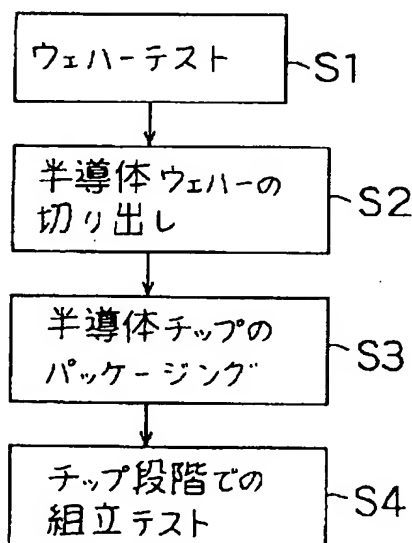 ウェハーテスト
S1
半導体ウェハーの
切り出し
S2
半導体チップの
パッケージング
S3
チップ段階での
組立テスト
S4